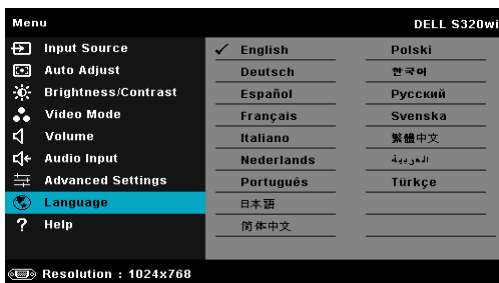 Menu
DELL S320wi
Input Source
Auto Adjust
Brightness/Contrast
Video Mode
Volume
Audio Input
Advanced Settings
Language
Help
English
Deutsch
Español
Français
Italiano
Nederlands
Português
日本語
简体中文
Polski
한국어
Русский
Svenska
繁體中文
العربية
Türkçe
Resolution : 1024x768